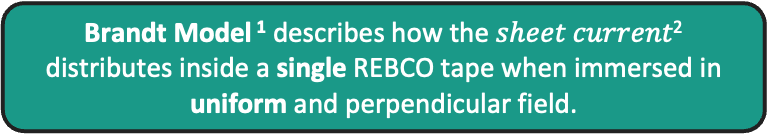 Brandt Model ¹ describes how the sheet current²
distributes inside a single REBCO tape when immersed in
uniform and perpendicular field.